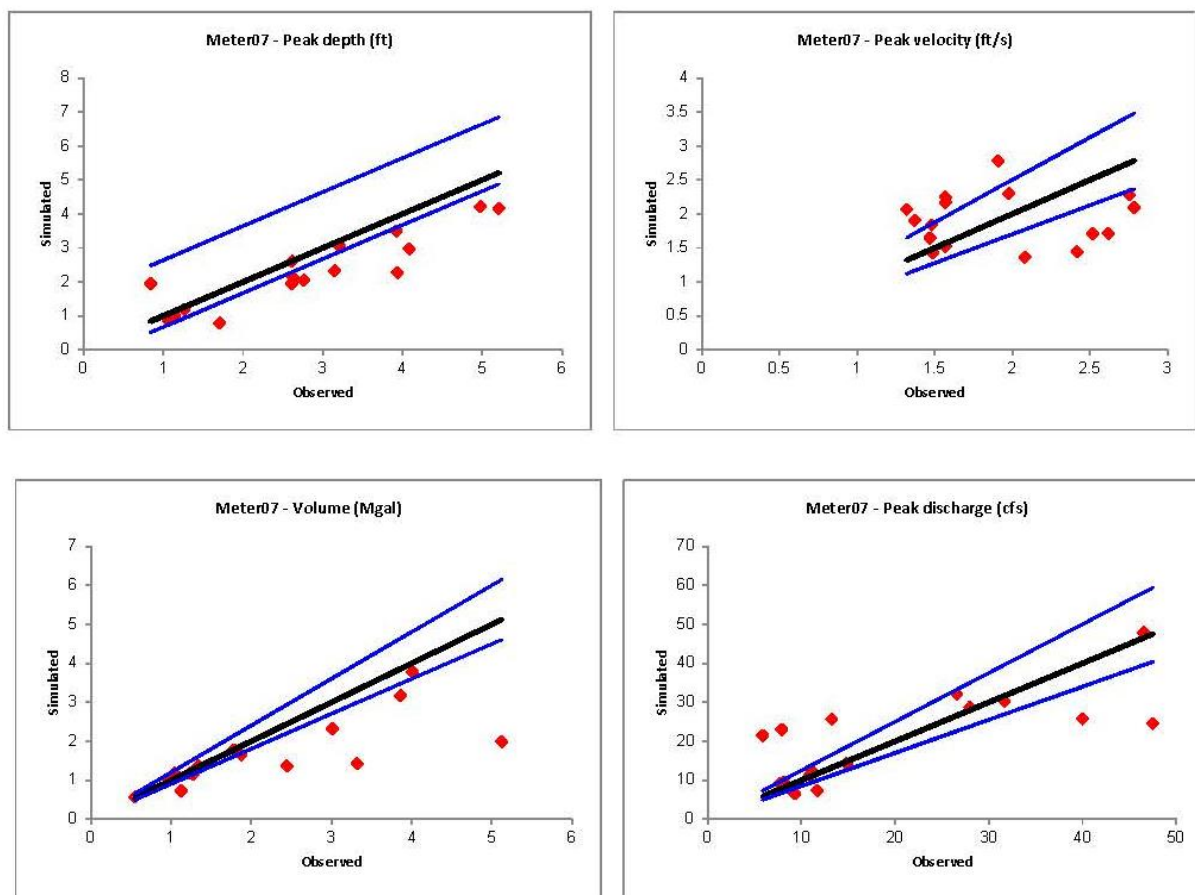 Meter07 - Peak depth (ft)
8
7
6
5
4
3
2
1
0
Simulated
0 1 2 3 4 5 6
Observed
Meter07 - Peak velocity (ft/s)
4
3.5
3
2.5
2
1.5
1
0.5
0
Simulated
0 0.5 1 1.5 2 2.5 3
Observed
Meter07 - Volume (Mgal)
7
6
5
4
3
2
1
0
Simulated
0 1 2 3 4 5 6
Observed
Meter07 - Peak discharge (cfs)
70
60
50
40
30
20
10
0
Simulated
0 10 20 30 40 50
Observed